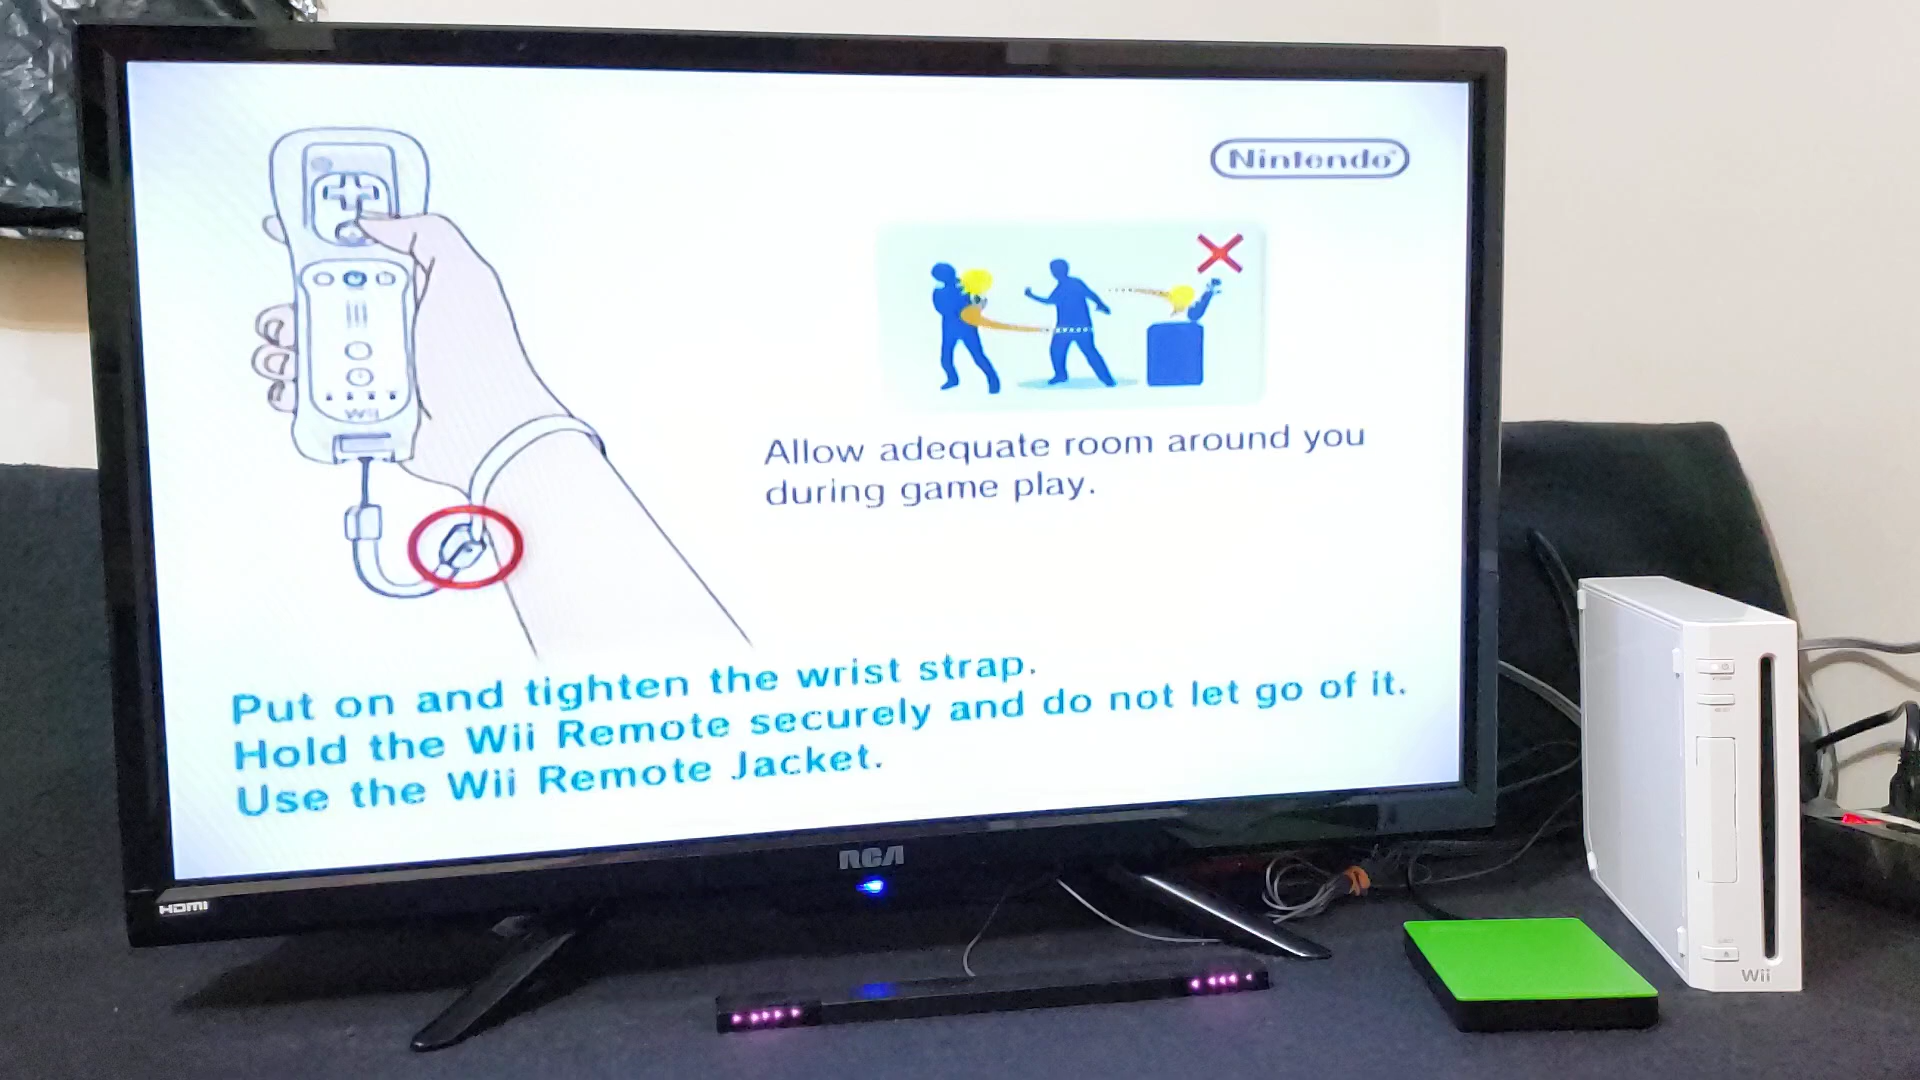 Nintendo
Wii
Allow adequate room around you
during game play.
Put on and tighten the wrist strap.
Hold the Wii Remote securely and do not let go of it.
Use the Wii Remote Jacket.
RCA
HDMI
Wii